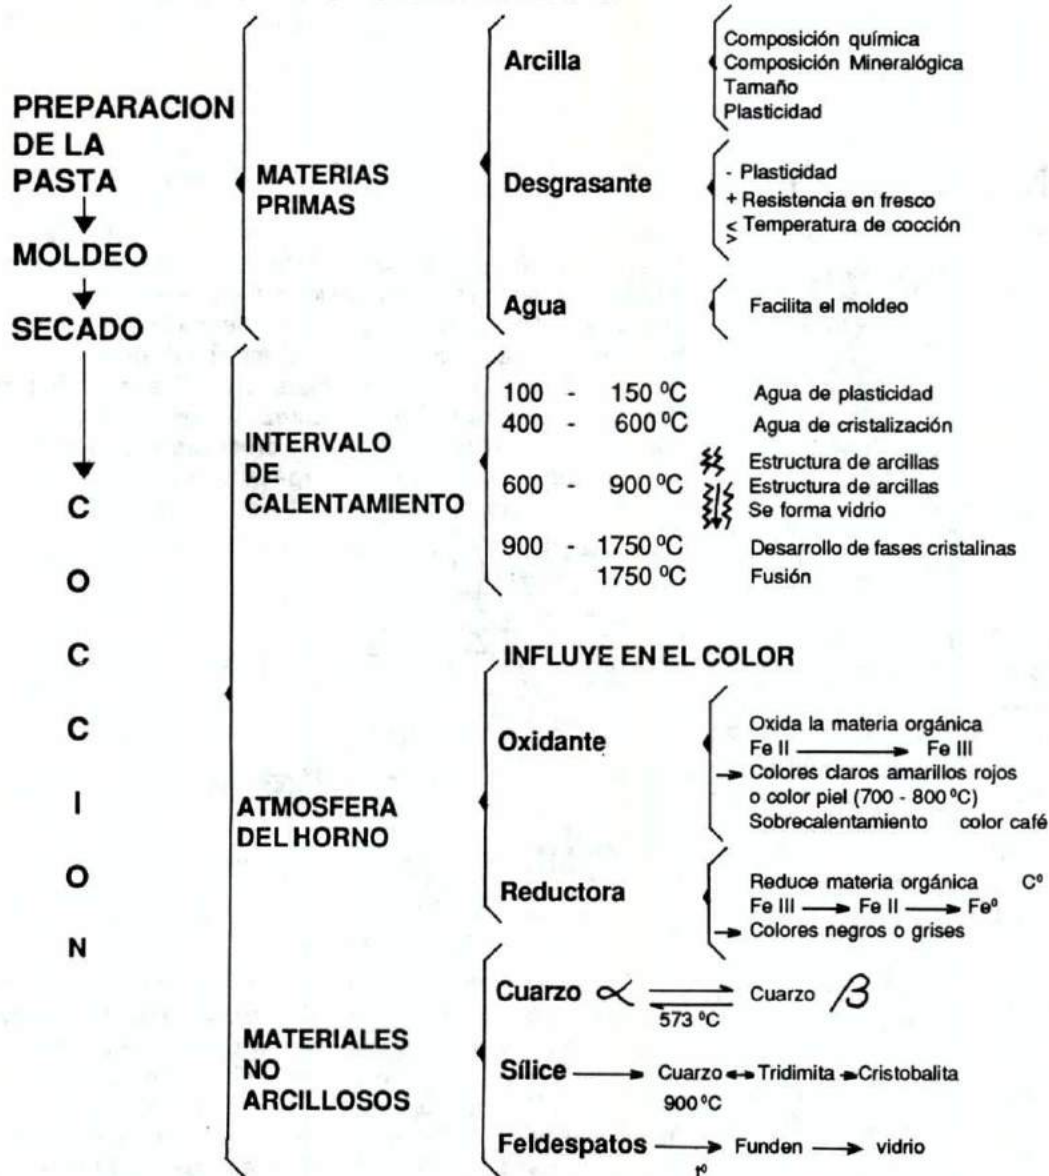 PREPARACION
DE LA
PASTA
MOLDEO
SECADO
C
O
C
C
I
O
N
MATERIAS
PRIMAS
Arcilla
Composición química
Composición Mineralógica
Tamaño
Plasticidad
Desgrasante
- Plasticidad
+ Resistencia en fresco
< Temperatura de cocción
>
Agua
Facilita el moldeo
INTERVALO
DE
CALENTAMIENTO
100 - 150 ºC Agua de plasticidad
400 - 600 ºC Agua de cristalización
Estructura de arcillas
600 - 900 ºC Estructura de arcillas
Se forma vidrio
900 - 1750 ºC Desarrollo de fases cristalinas
1750 ºC Fusión
ATMOSFERA
DEL HORNO
INFLUYE EN EL COLOR
Oxidante
Oxida la materia orgánica
Fe II → Fe III
→ Colores claros amarillos rojos
o color piel (700 - 800 ºC)
Sobrecalentamiento color café
Reductora
Reduce materia orgánica Cº
Fe III → Fe II → Feº
→ Colores negros o grises
MATERIALES
NO
ARCILLOSOS
Cuarzo α ⇌ Cuarzo β
573 ºC
Sílice → Cuarzo ↔ Tridimita → Cristobalita
900 ºC
Feldespatos → Funden → vidrio
tº